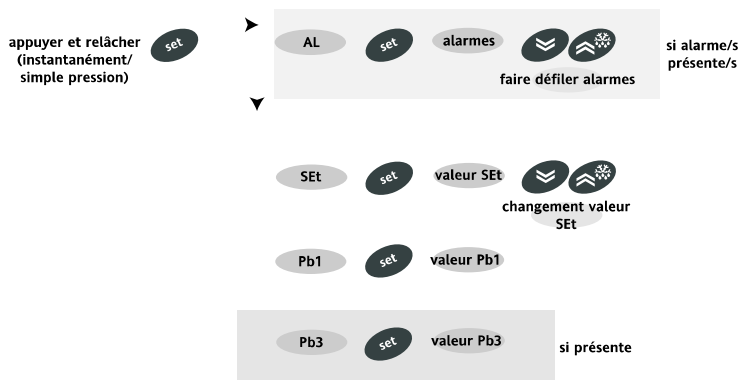 appuyer et relâcher
(instantanément/
simple pression)
set
AL
set
alarmes
faire défiler alarmes
si alarme/s
présente/s
SEt
set
valeur SEt
changement valeur
SEt
Pb1
set
valeur Pb1
Pb3
set
valeur Pb3
si présente